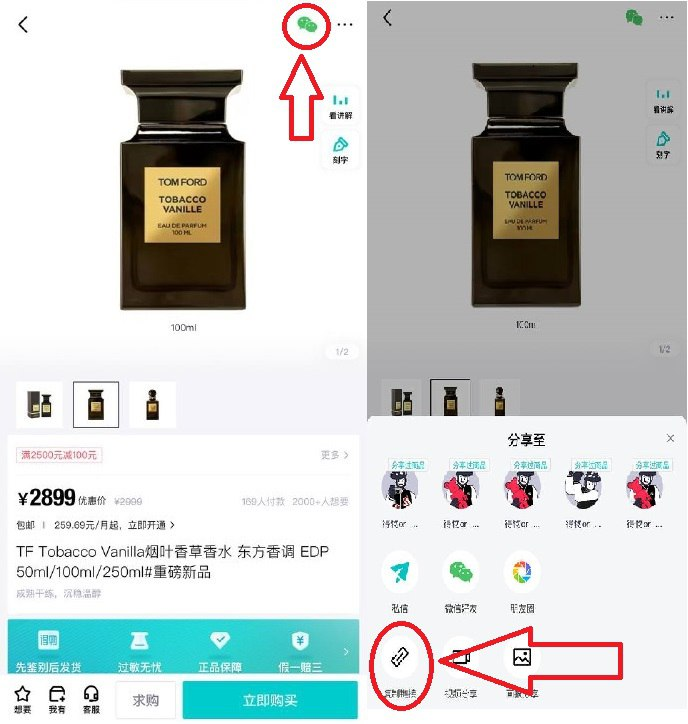 看讲解
刻字
TOM FORD
TOBACCO
VANILLE
EAU DE PARFUM
100 ML
100ml
1/2
满2500元减100元
更多 >
¥2899 优惠价 ¥2999
169人付款 · 2000+人想要
包邮 | 259.69元/月起，立即开通 >
TF Tobacco Vanilla烟叶香草香水 东方香调 EDP
50ml/100ml/250ml#重磅新品
成熟干练，沉稳温醇
先鉴别后发货 过敏无忧 正品保障 假一赔三
想要 我有 客服 求购 立即购买
看讲解
刻字
TOM FORD
TOBACCO
VANILLE
EAU DE PARFUM
100 ML
100ml
1/2
分享至
分享过商品 分享过商品 分享过商品 分享过商品 分享过商品
得物or ... 得物or ... 得物or ... 得物or ... 得物or ...
私信 微信好友 朋友圈
复制链接 视频分享